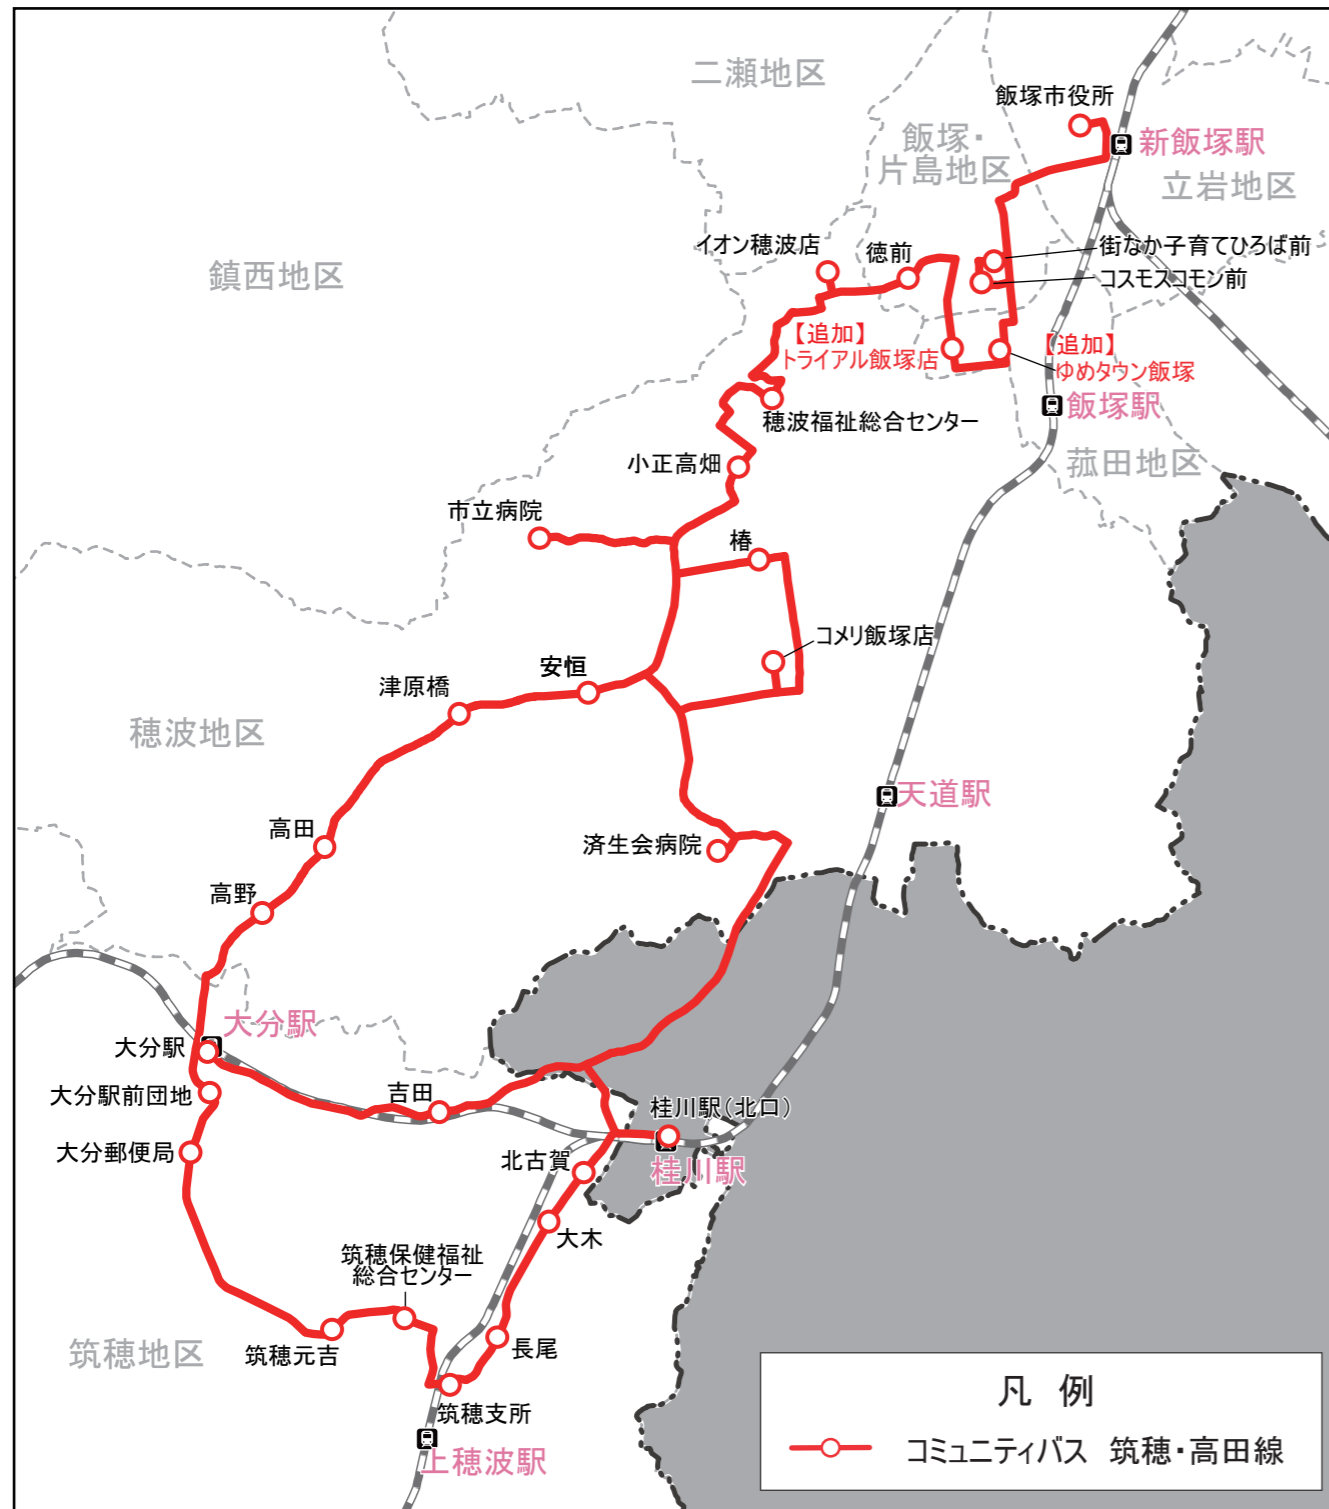 二瀬地区
飯塚市役所
飯塚・
片島地区
新飯塚駅
立岩地区
イオン穂波店
徳前
街なか子育てひろば前
コスモスコモン前
鎮西地区
【追加】
トライアル飯塚店
【追加】
ゆめタウン飯塚
飯塚駅
穂波福祉総合センター
小正高畑
菰田地区
市立病院
椿
コメリ飯塚店
安恒
津原橋
穂波地区
天道駅
高田
済生会病院
高野
大分駅
大分駅
大分駅前団地
吉田
桂川駅（北口）
大分郵便局
北古賀
桂川駅
大木
筑穂保健福祉
総合センター
筑穂地区
筑穂元吉
長尾
筑穂支所
上穂波駅
凡 例
コミュニティバス 筑穂・高田線